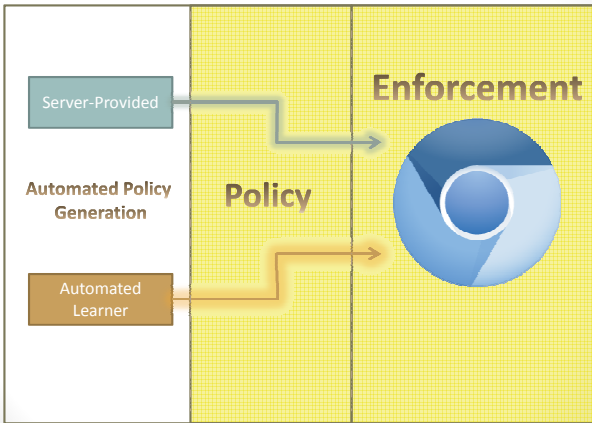 Server-Provided
Automated Policy
Generation
Automated
Learner
Policy
Enforcement